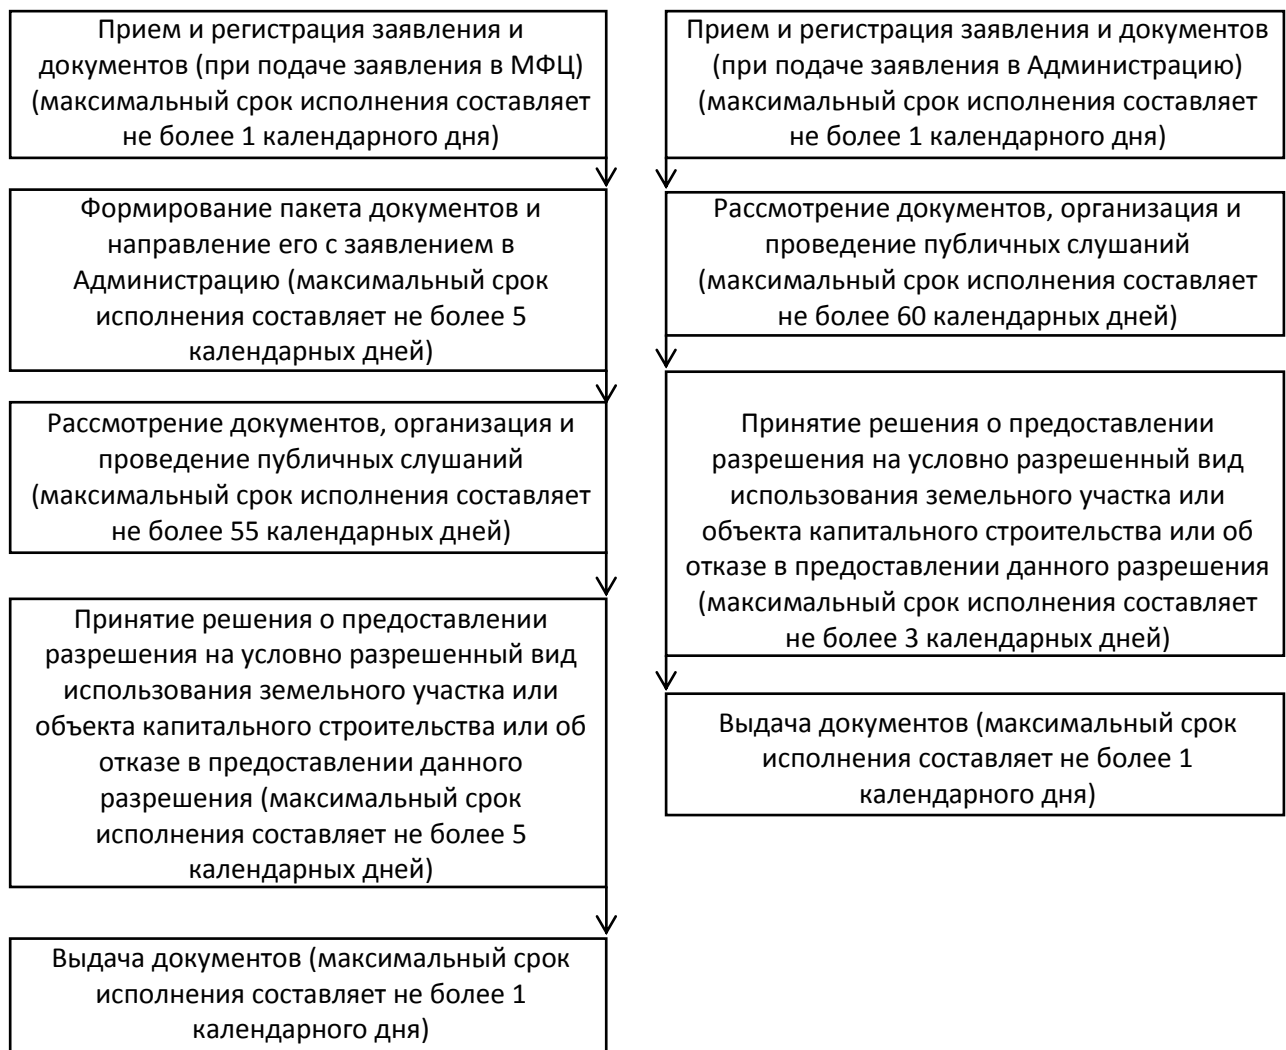 Прием и регистрация заявления и
документов (при подаче заявления в МФЦ)
(максимальный срок исполнения составляет
не более 1 календарного дня)
Формирование пакета документов и
направление его с заявлением в
Администрацию (максимальный срок
исполнения составляет не более 5
календарных дней)
Рассмотрение документов, организация и
проведение публичных слушаний
(максимальный срок исполнения составляет
не более 55 календарных дней)
Принятие решения о предоставлении
разрешения на условно разрешенный вид
использования земельного участка или
объекта капитального строительства или об
отказе в предоставлении данного
разрешения (максимальный срок
исполнения составляет не более 5
календарных дней)
Выдача документов (максимальный срок
исполнения составляет не более 1
календарного дня)
Прием и регистрация заявления и документов
(при подаче заявления в Администрацию)
(максимальный срок исполнения составляет
не более 1 календарного дня)
Рассмотрение документов, организация и
проведение публичных слушаний
(максимальный срок исполнения составляет
не более 60 календарных дней)
Принятие решения о предоставлении
разрешения на условно разрешенный вид
использования земельного участка или
объекта капитального строительства или об
отказе в предоставлении данного разрешения
(максимальный срок исполнения составляет
не более 3 календарных дней)
Выдача документов (максимальный срок
исполнения составляет не более 1
календарного дня)